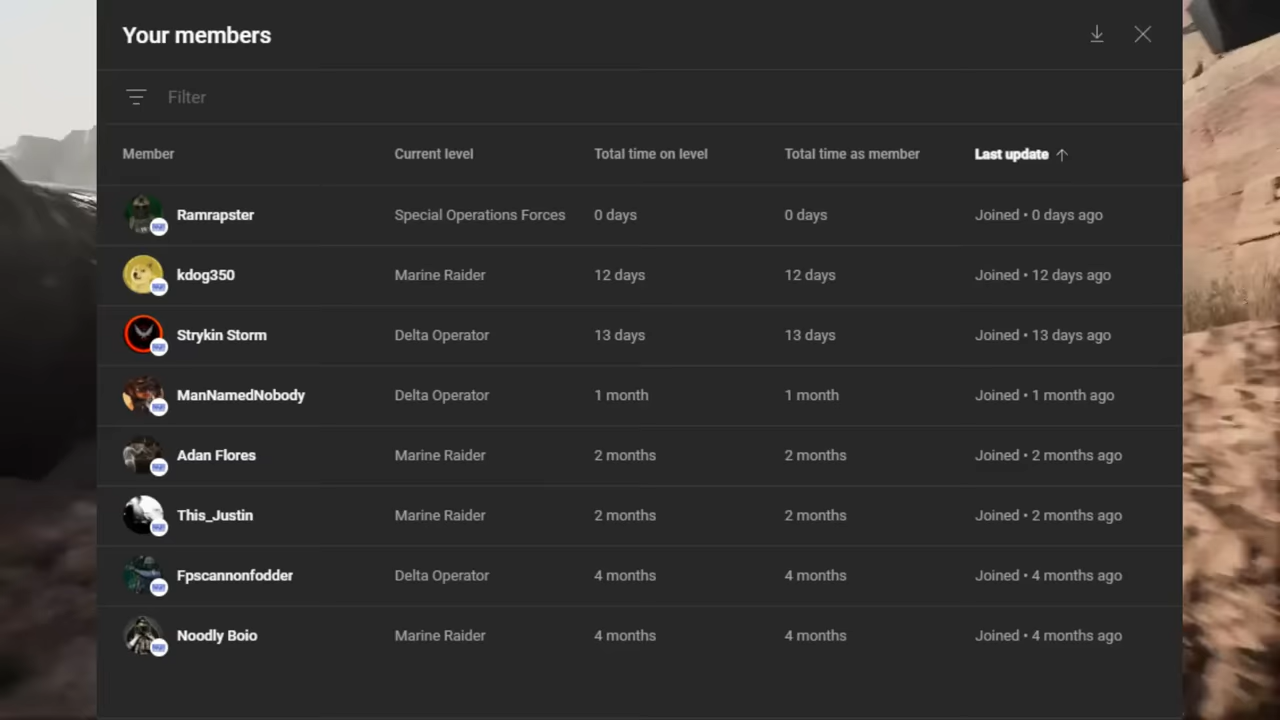 Your members
Filter
Member Current level Total time on level Total time as member Last update
Ramrapster Special Operations Forces 0 days 0 days Joined • 0 days ago
kdog350 Marine Raider 12 days 12 days Joined • 12 days ago
Strykin Storm Delta Operator 13 days 13 days Joined • 13 days ago
ManNamedNobody Delta Operator 1 month 1 month Joined • 1 month ago
Adan Flores Marine Raider 2 months 2 months Joined • 2 months ago
This_Justin Marine Raider 2 months 2 months Joined • 2 months ago
Fpscannonfodder Delta Operator 4 months 4 months Joined • 4 months ago
Noodly Boio Marine Raider 4 months 4 months Joined • 4 months ago